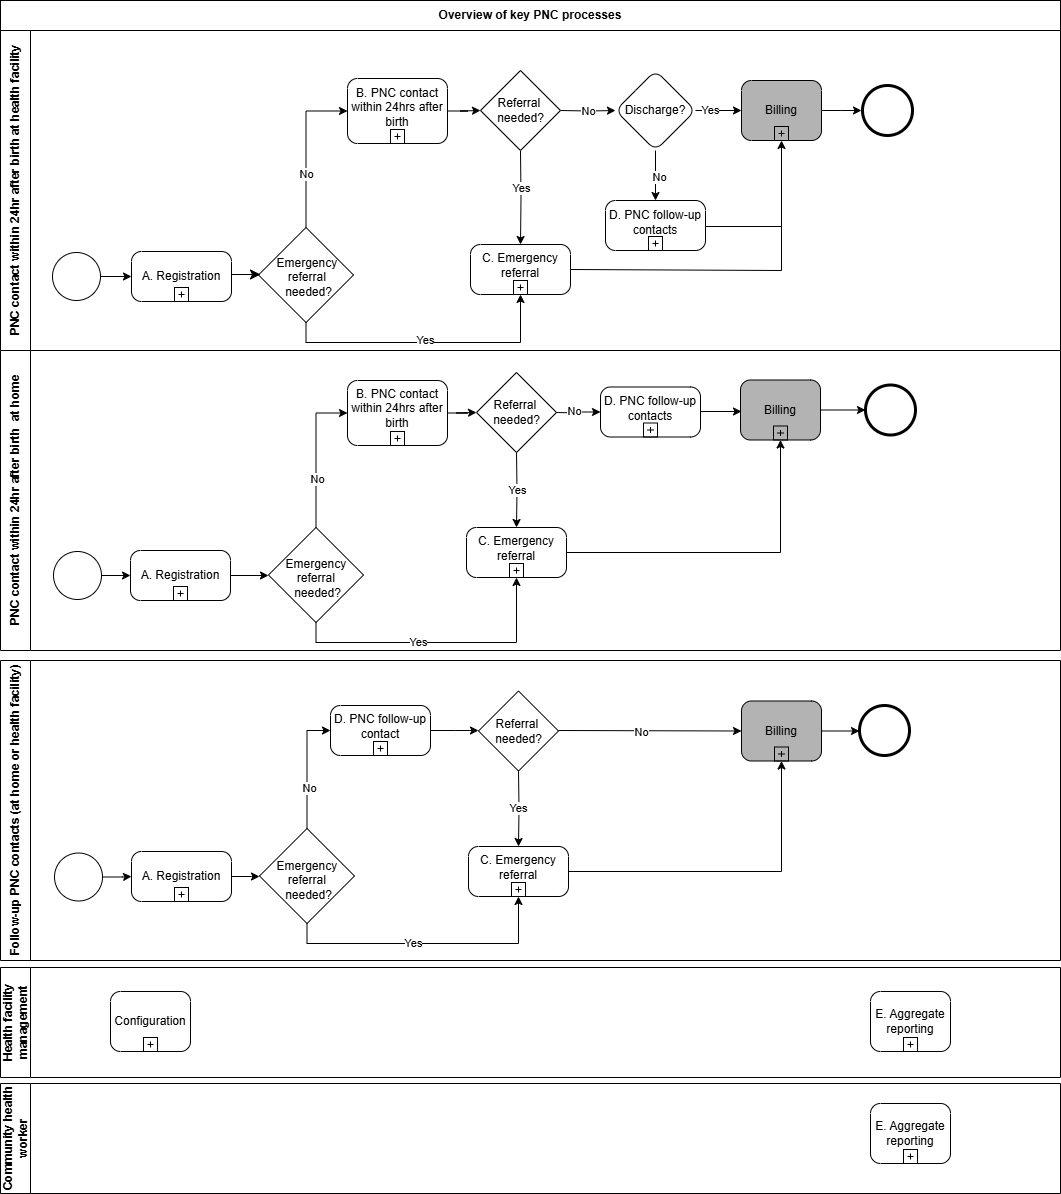 Overview of key PNC processes
PNC contact within 24hr after birth at health facility
B. PNC contact
within 24hrs after
birth
Referral
needed?
No
Discharge?
Yes
Billing
No
Yes
No
D. PNC follow-up
contacts
A. Registration
Emergency
referral
needed?
C. Emergency
referral
Yes
PNC contact within 24hr after birth at home
B. PNC contact
within 24hrs after
birth
Referral
needed?
No
D. PNC follow-up
contacts
Billing
No
Yes
A. Registration
Emergency
referral
needed?
C. Emergency
referral
Yes
Follow-up PNC contacts (at home or health facility)
D. PNC follow-up
contact
Referral
needed?
No
Billing
No
Yes
A. Registration
Emergency
referral
needed?
C. Emergency
referral
Yes
Health facility
management
Configuration
E. Aggregate
reporting
Community health
worker
E. Aggregate
reporting